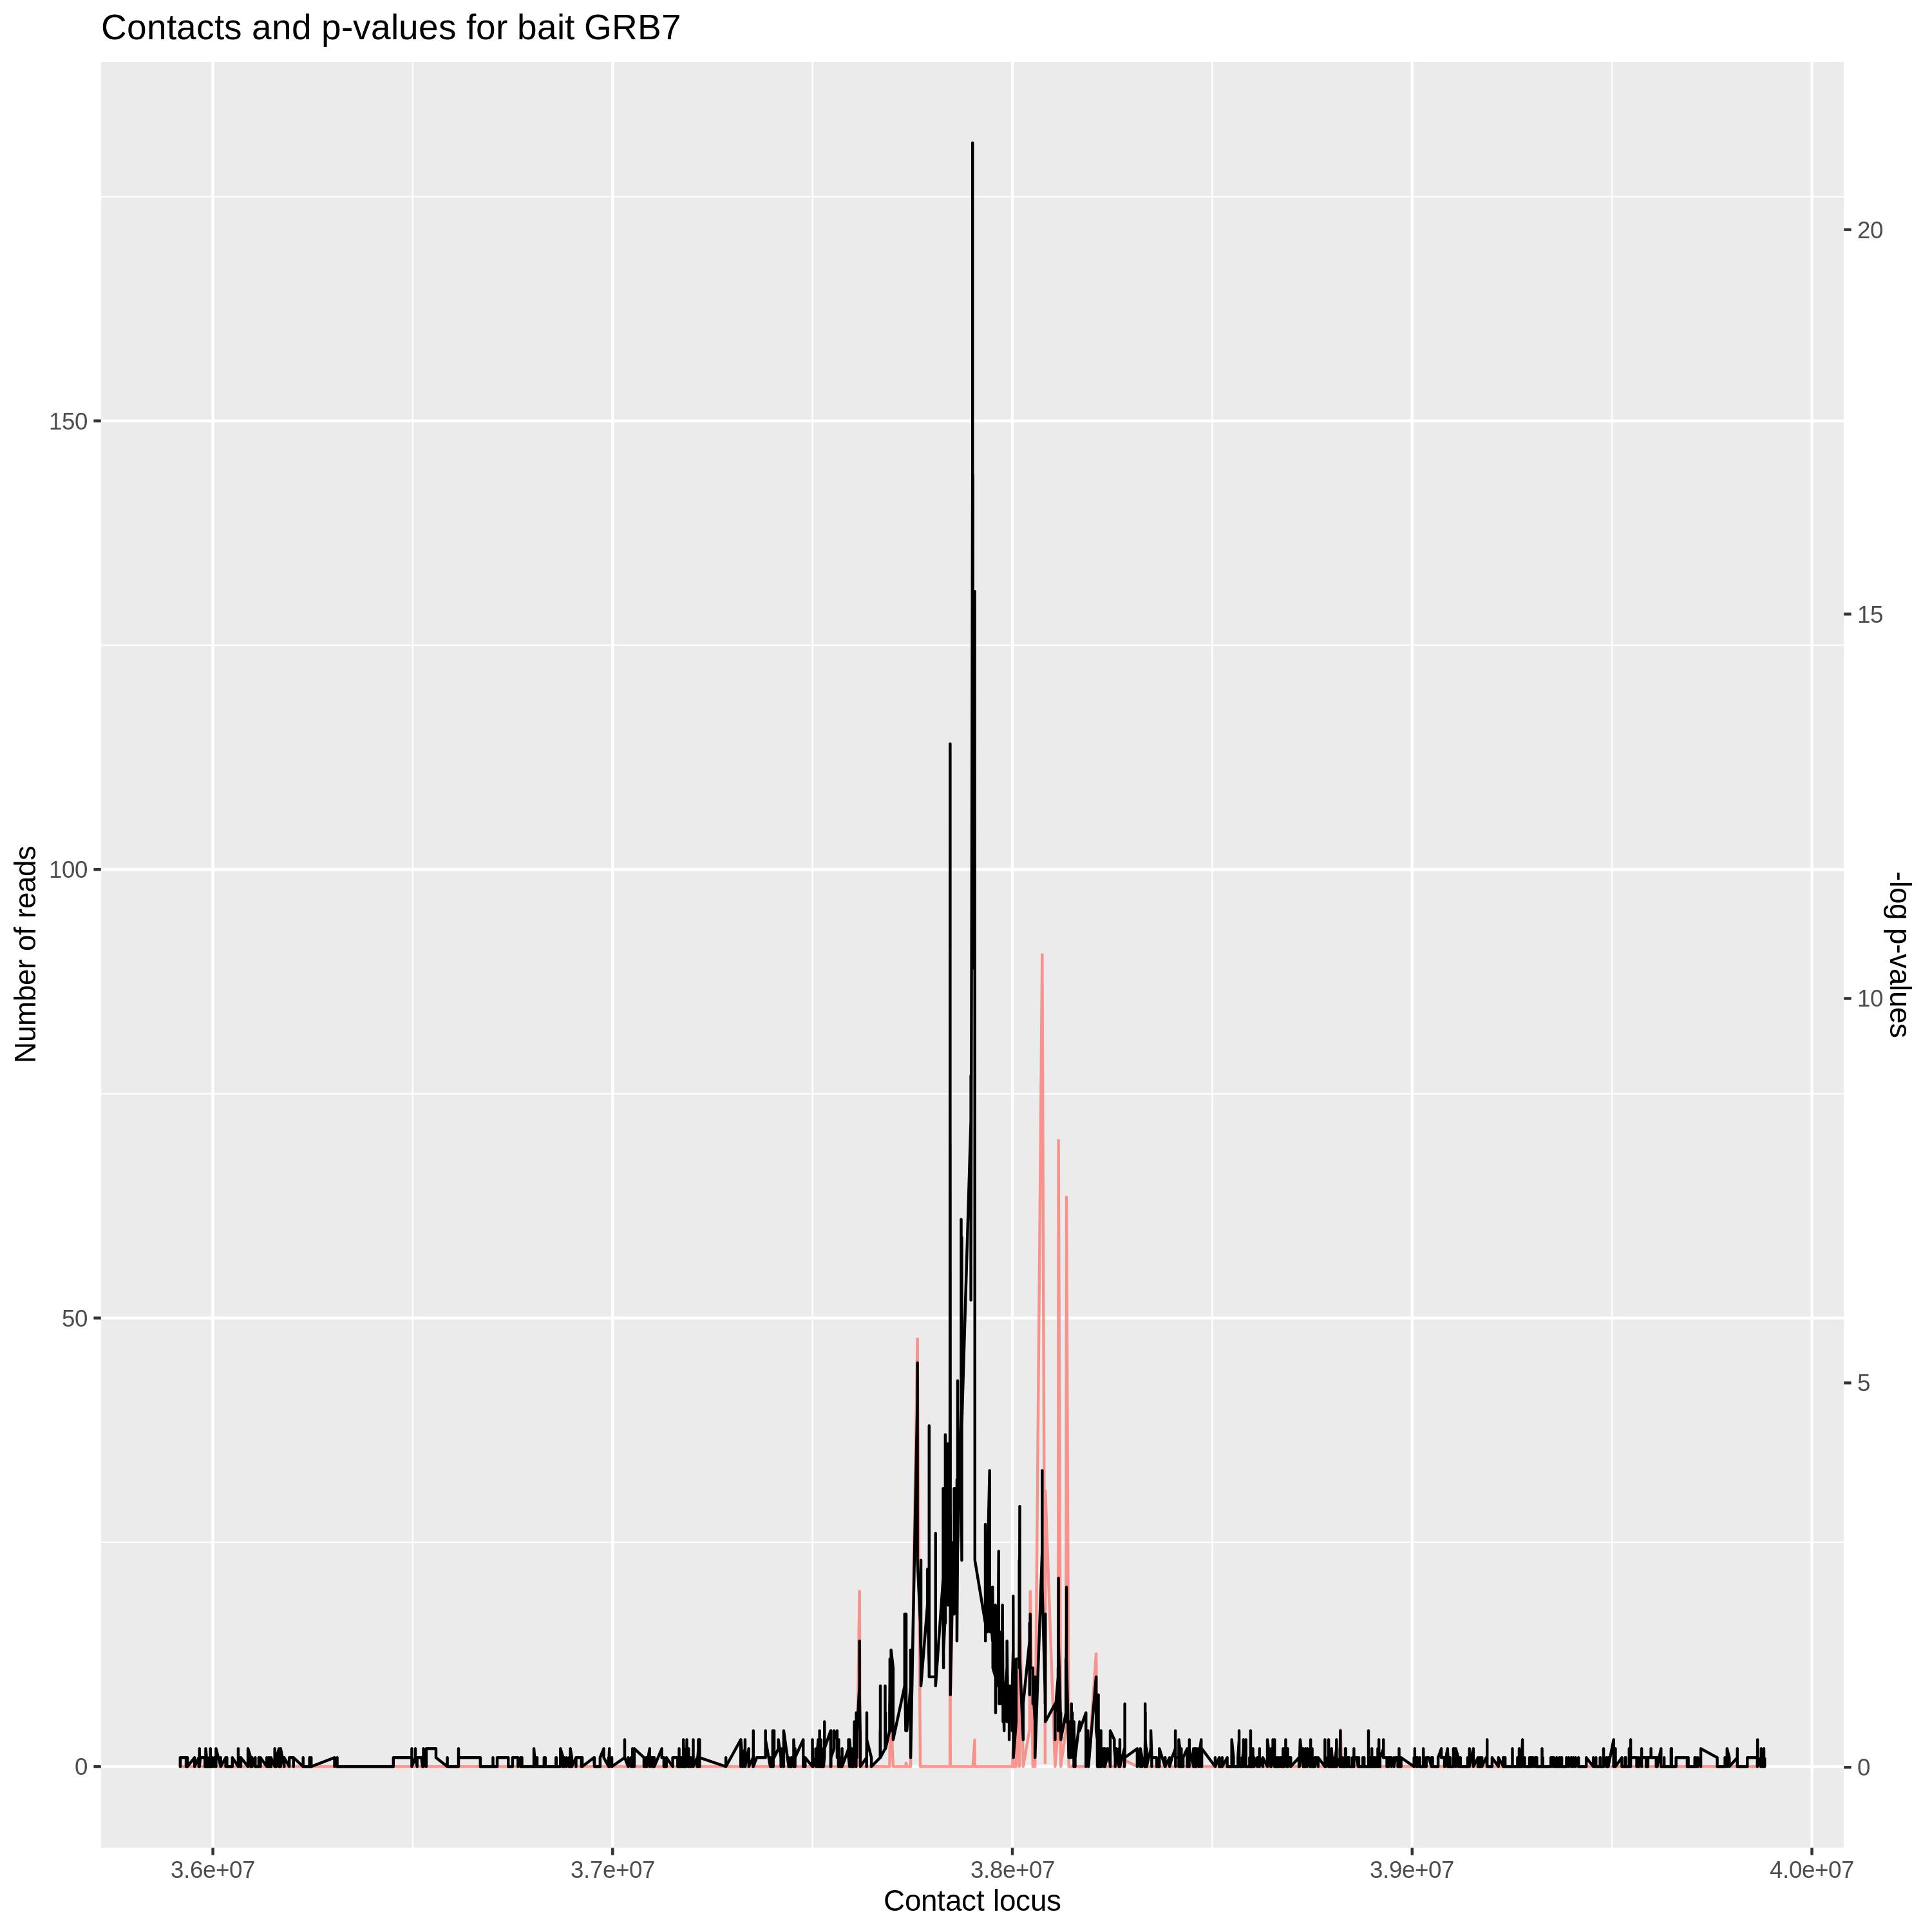 Contacts and p-values for bait GRB7
Number of reads
150
100
50
0
20
15
10
5
0
-log p-values
3.6e+07
3.7e+07
3.8e+07
3.9e+07
4.0e+07
Contact locus